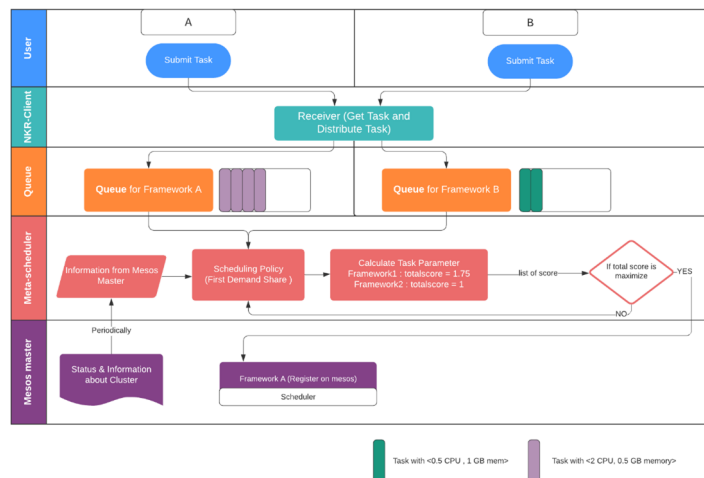 User
A
B
Submit Task
Submit Task
NKR-Client
Receiver (Get Task and
Distribute Task)
Queue
Queue for Framework A
Queue for Framework B
Meta-scheduler
Information from Mesos
Master
Scheduling Policy
(First Demand Share )
Calculate Task Parameter
Framework1 : totalscore = 1.75
Framework2 : totalscore = 1
list of score
If total score is
maximize
YES
NO
Mesos master
Periodically
Status & Information
about Cluster
Framework A (Register on mesos)
Scheduler
Task with <0.5 CPU , 1 GB mem>
Task with <2 CPU, 0.5 GB memory>